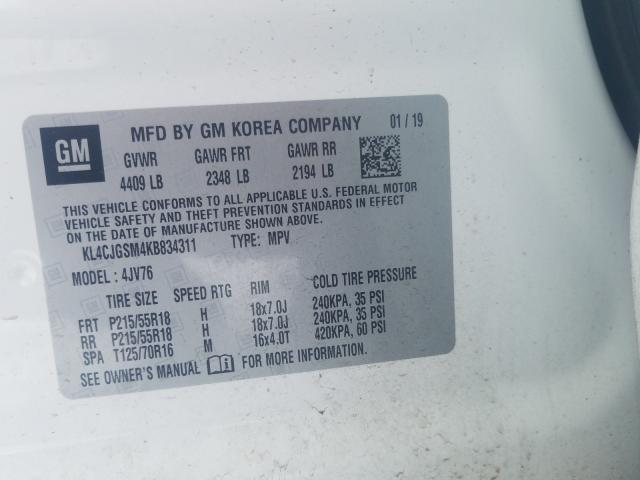 GM
MFD BY GM KOREA COMPANY 01 / 19
GVWR GAWR FRT GAWR RR
4409 LB 2348 LB 2194 LB
THIS VEHICLE CONFORMS TO ALL APPLICABLE U.S. FEDERAL MOTOR
VEHICLE SAFETY AND THEFT PREVENTION STANDARDS IN EFFECT
ON THE DATE OF MANUFACTURE SHOWN ABOVE.
KL4CJGSM4KB834311 TYPE: MPV
MODEL : 4JV76
TIRE SIZE SPEED RTG RIM COLD TIRE PRESSURE
FRT P215/55R18 H 18x7.0J 240KPA, 35 PSI
RR P215/55R18 H 18x7.0J 240KPA, 35 PSI
SPA T125/70R16 M 16x4.0T 420KPA, 60 PSI
SEE OWNER'S MANUAL FOR MORE INFORMATION.